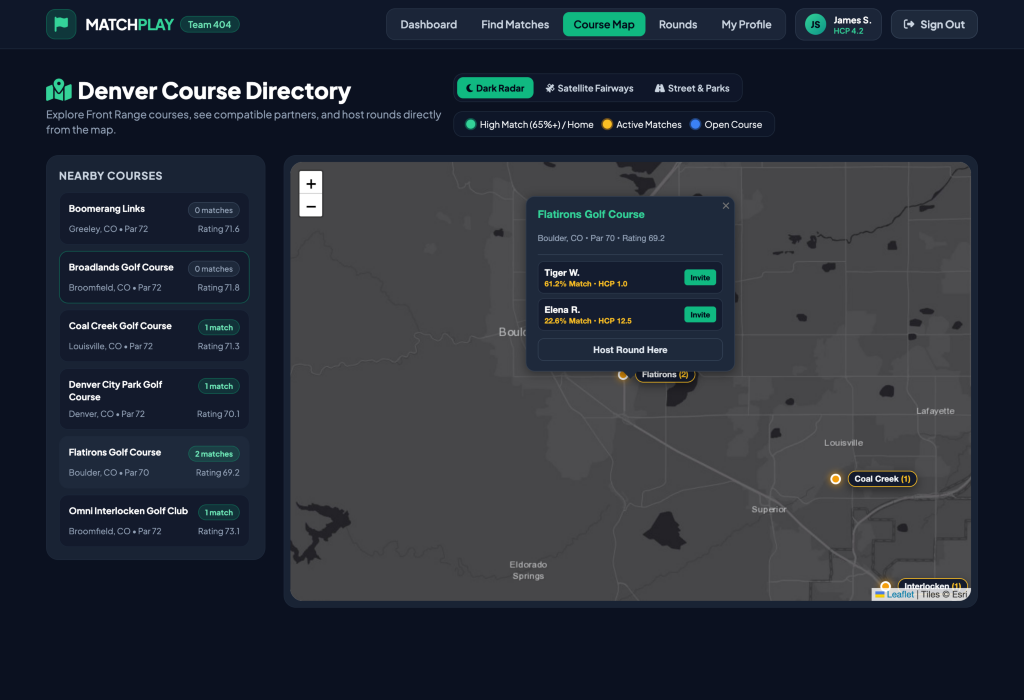 MATCHPLAY Team 404
Dashboard Find Matches Course Map Rounds My Profile
JS James S. HCP 4.2
Sign Out
Denver Course Directory
Explore Front Range courses, see compatible partners, and host rounds directly
from the map.
Dark Radar Satellite Fairways Street & Parks
High Match (65%+) / Home Active Matches Open Course
NEARBY COURSES
Boomerang Links 0 matches
Greeley, CO • Par 72 Rating 71.6
Broadlands Golf Course 0 matches
Broomfield, CO • Par 72 Rating 71.8
Coal Creek Golf Course 1 match
Louisville, CO • Par 72 Rating 71.3
Denver City Park Golf
Course 1 match
Denver, CO • Par 72 Rating 70.1
Flatirons Golf Course 2 matches
Boulder, CO • Par 70 Rating 69.2
Omni Interlocken Golf Club 1 match
Broomfield, CO • Par 72 Rating 73.1
+
−
Flatirons Golf Course ×
Boulder, CO • Par 70 • Rating 69.2
Tiger W.
61.2% Match • HCP 1.0
Invite
Elena R.
22.6% Match • HCP 12.5
Invite
Host Round Here
Flatirons (2)
Lafayette
Louisville
Coal Creek (1)
Superior
Eldorado
Springs
Interlocken (1)
Leaflet | Tiles © Esri